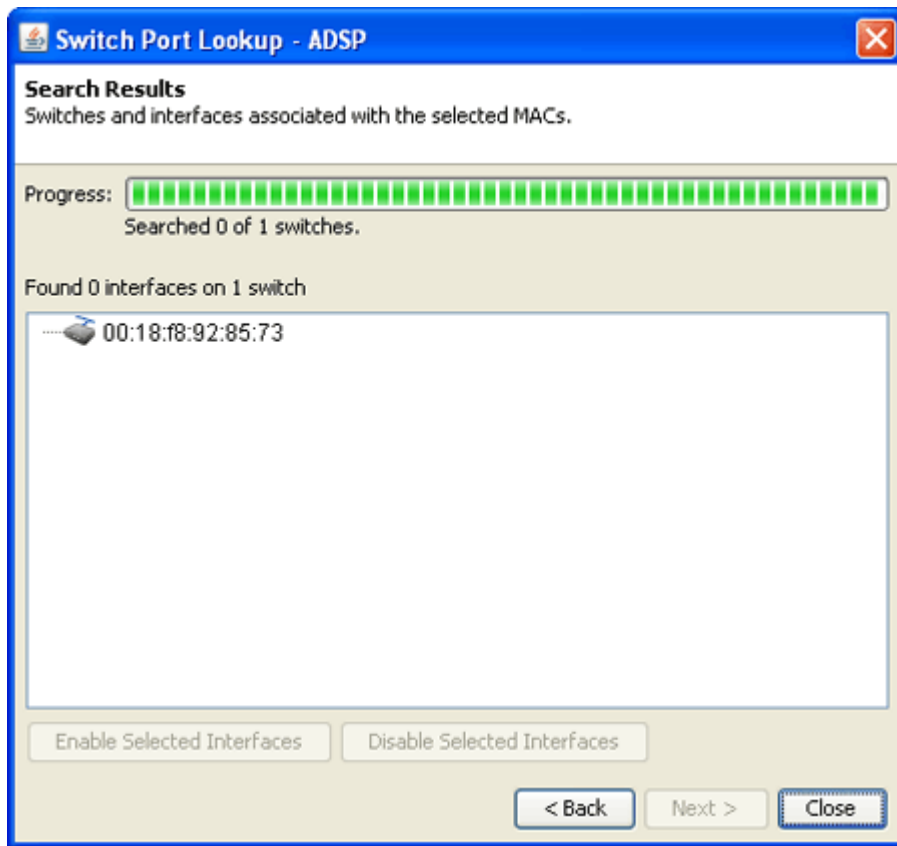 Switch Port Lookup - ADSP
Search Results
Switches and interfaces associated with the selected MACs.
Progress:
Searched 0 of 1 switches.
Found 0 interfaces on 1 switch
00:18:f8:92:85:73
Enable Selected Interfaces Disable Selected Interfaces
< Back Next > Close